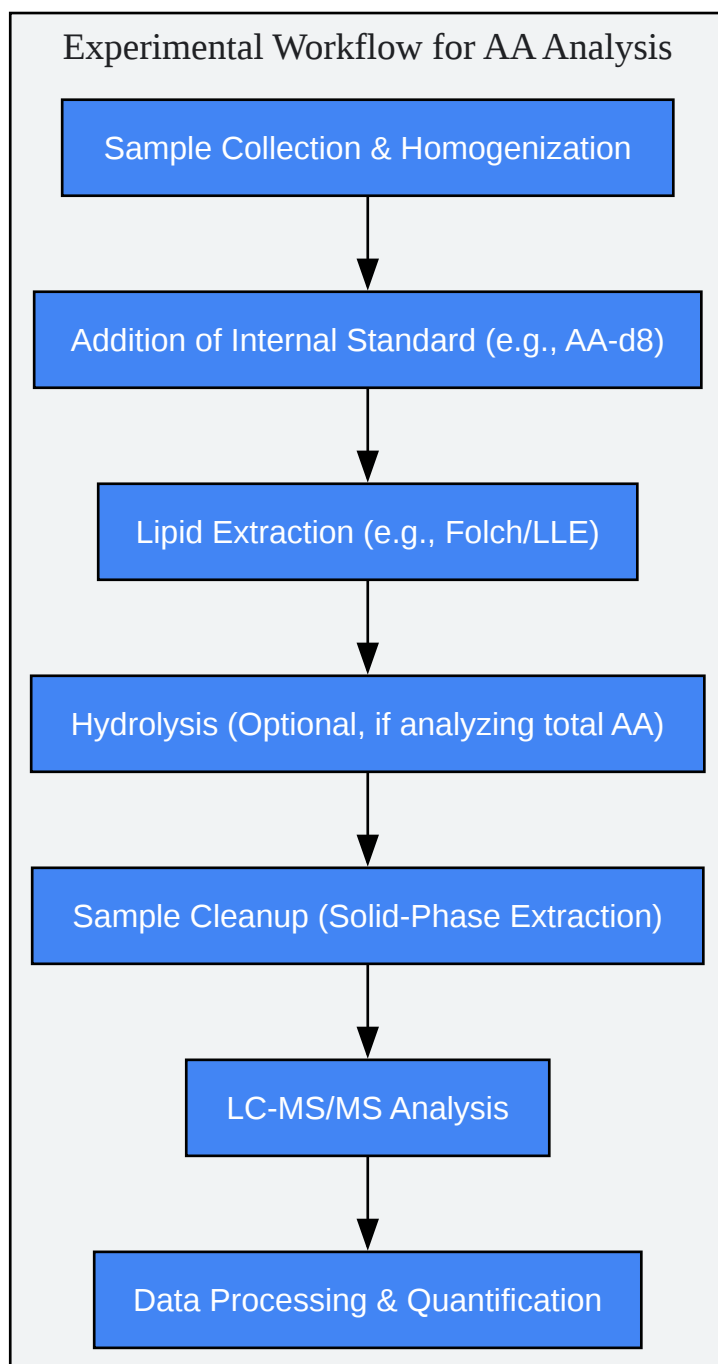 Experimental Workflow for AA Analysis
Sample Collection & Homogenization
Addition of Internal Standard (e.g., AA-d8)
Lipid Extraction (e.g., Folch/LLE)
Hydrolysis (Optional, if analyzing total AA)
Sample Cleanup (Solid-Phase Extraction)
LC-MS/MS Analysis
Data Processing & Quantification